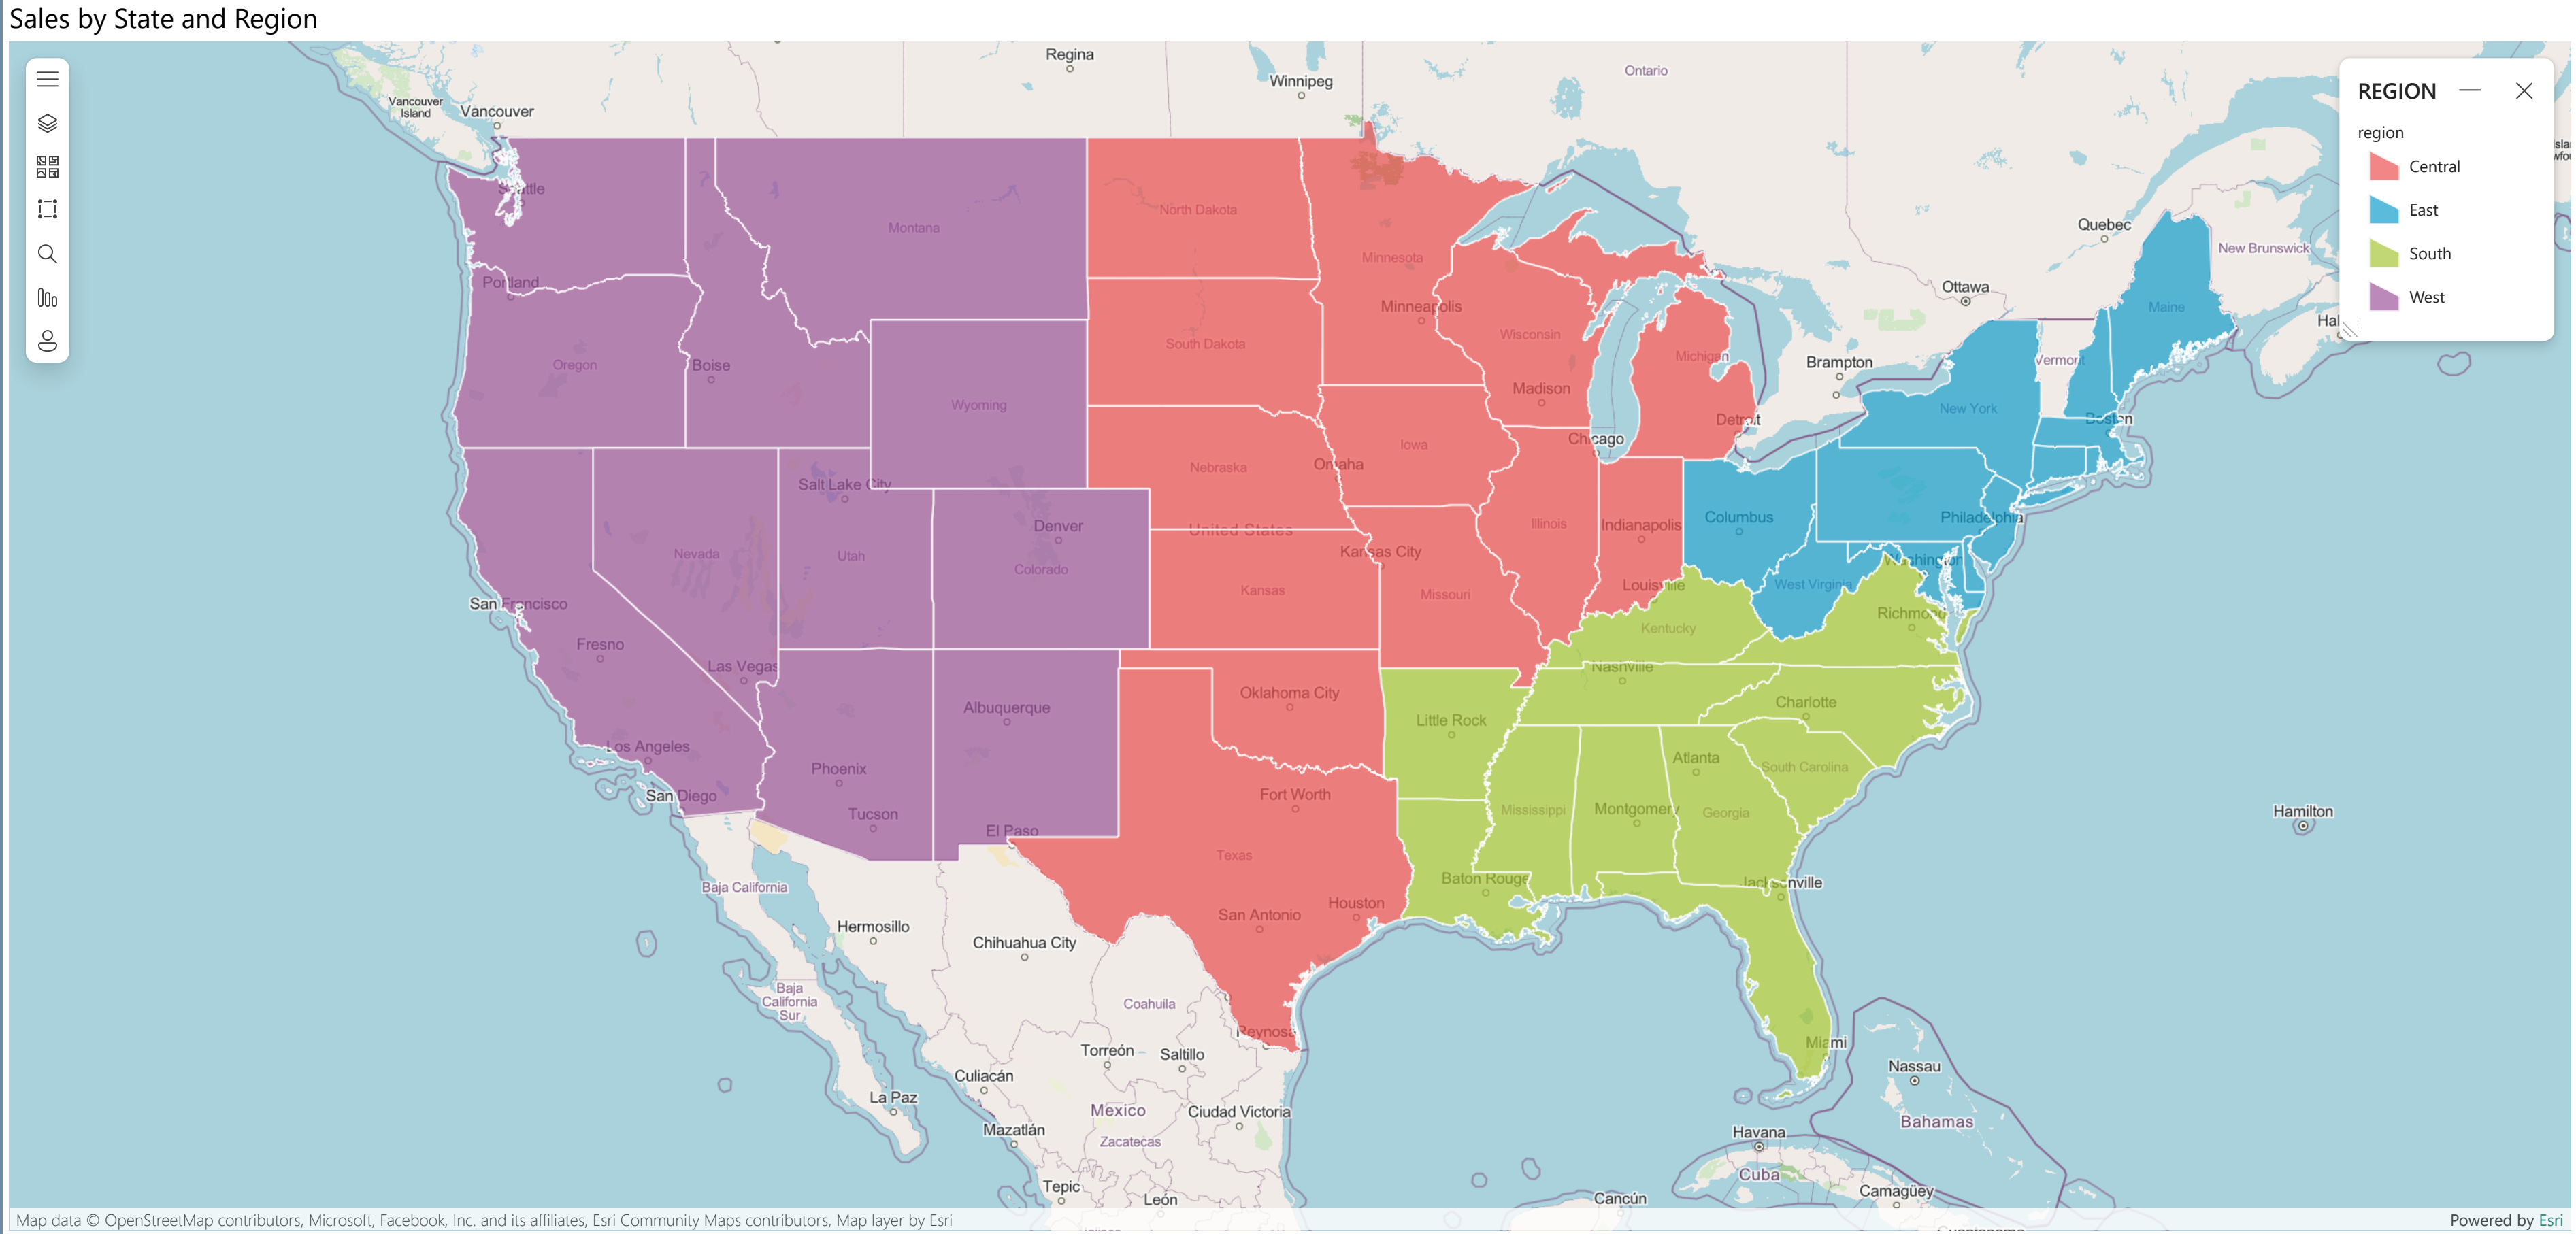 Sales by State and Region
Regina
Winnipeg
Ontario
Vancouver
Island
Vancouver
REGION
region
Central
East
South
West
Seattle
Montana
North Dakota
Minnesota
Quebec
New Brunswick
Portland
Minneapolis
Ottawa
Maine
Oregon
Boise
South Dakota
Wisconsin
Michigan
Brampton
Vermont
Hal
Wyoming
Madison
Detroit
New York
Boston
Nebraska
Omaha
Iowa
Chicago
Salt Lake City
Denver
United States
Illinois
Indianapolis
Columbus
Philadelphia
Nevada
Utah
Colorado
Kansas City
Washington
San Francisco
Kansas
Missouri
Louisville
West Virginia
Richmond
Fresno
Kentucky
Las Vegas
Nashville
Albuquerque
Oklahoma City
Little Rock
Charlotte
Los Angeles
Phoenix
Atlanta
South Carolina
San Diego
Tucson
Fort Worth
Mississippi
Montgomery
Georgia
Hamilton
El Paso
Texas
Baja California
Baton Rouge
Jacksonville
Hermosillo
Chihuahua City
San Antonio
Houston
Baja
California
Sur
Coahuila
Reynosa
Miami
Torreón
Saltillo
Culiacán
Nassau
La Paz
Mexico
Ciudad Victoria
Bahamas
Mazatlán
Zacatecas
Havana
Cuba
Tepic
León
Cancún
Camagüey
Map data © OpenStreetMap contributors, Microsoft, Facebook, Inc. and its affiliates, Esri Community Maps contributors, Map layer by Esri
Powered by Esri